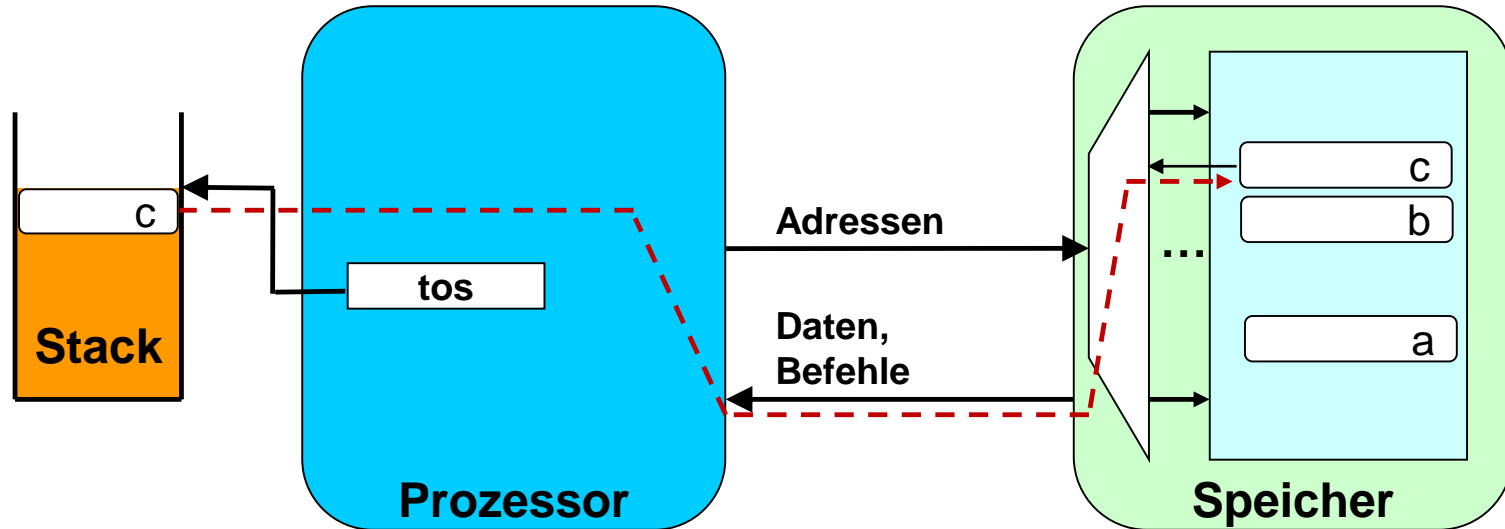 c
Stack
tos
Prozessor
Adressen
Daten,
Befehle
...
c
b
a
Speicher